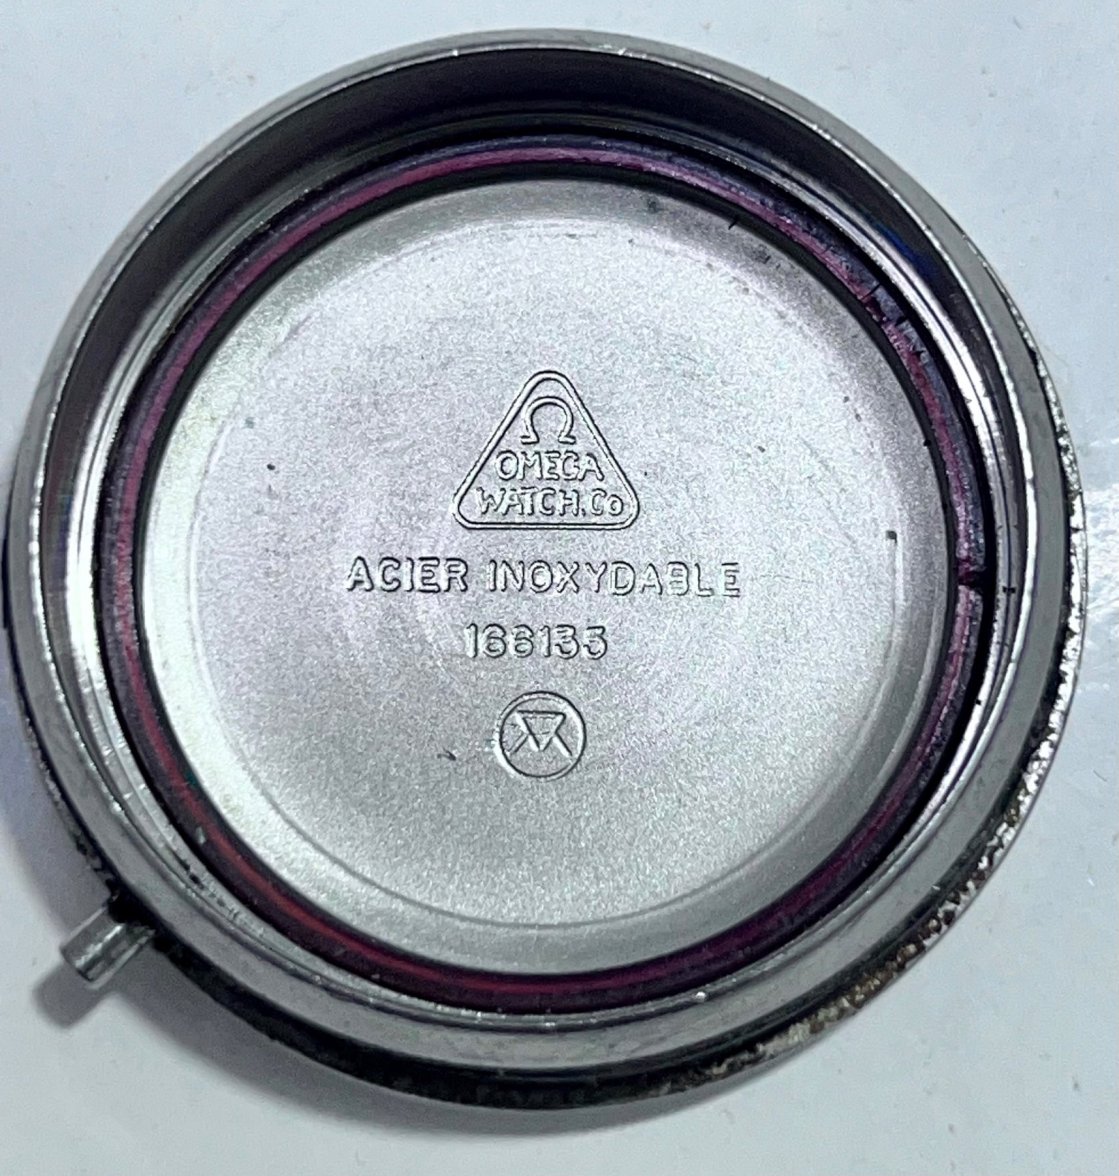 Ω
OMEGA
WATCH.Co
ACIER INOXYDABLE
166135